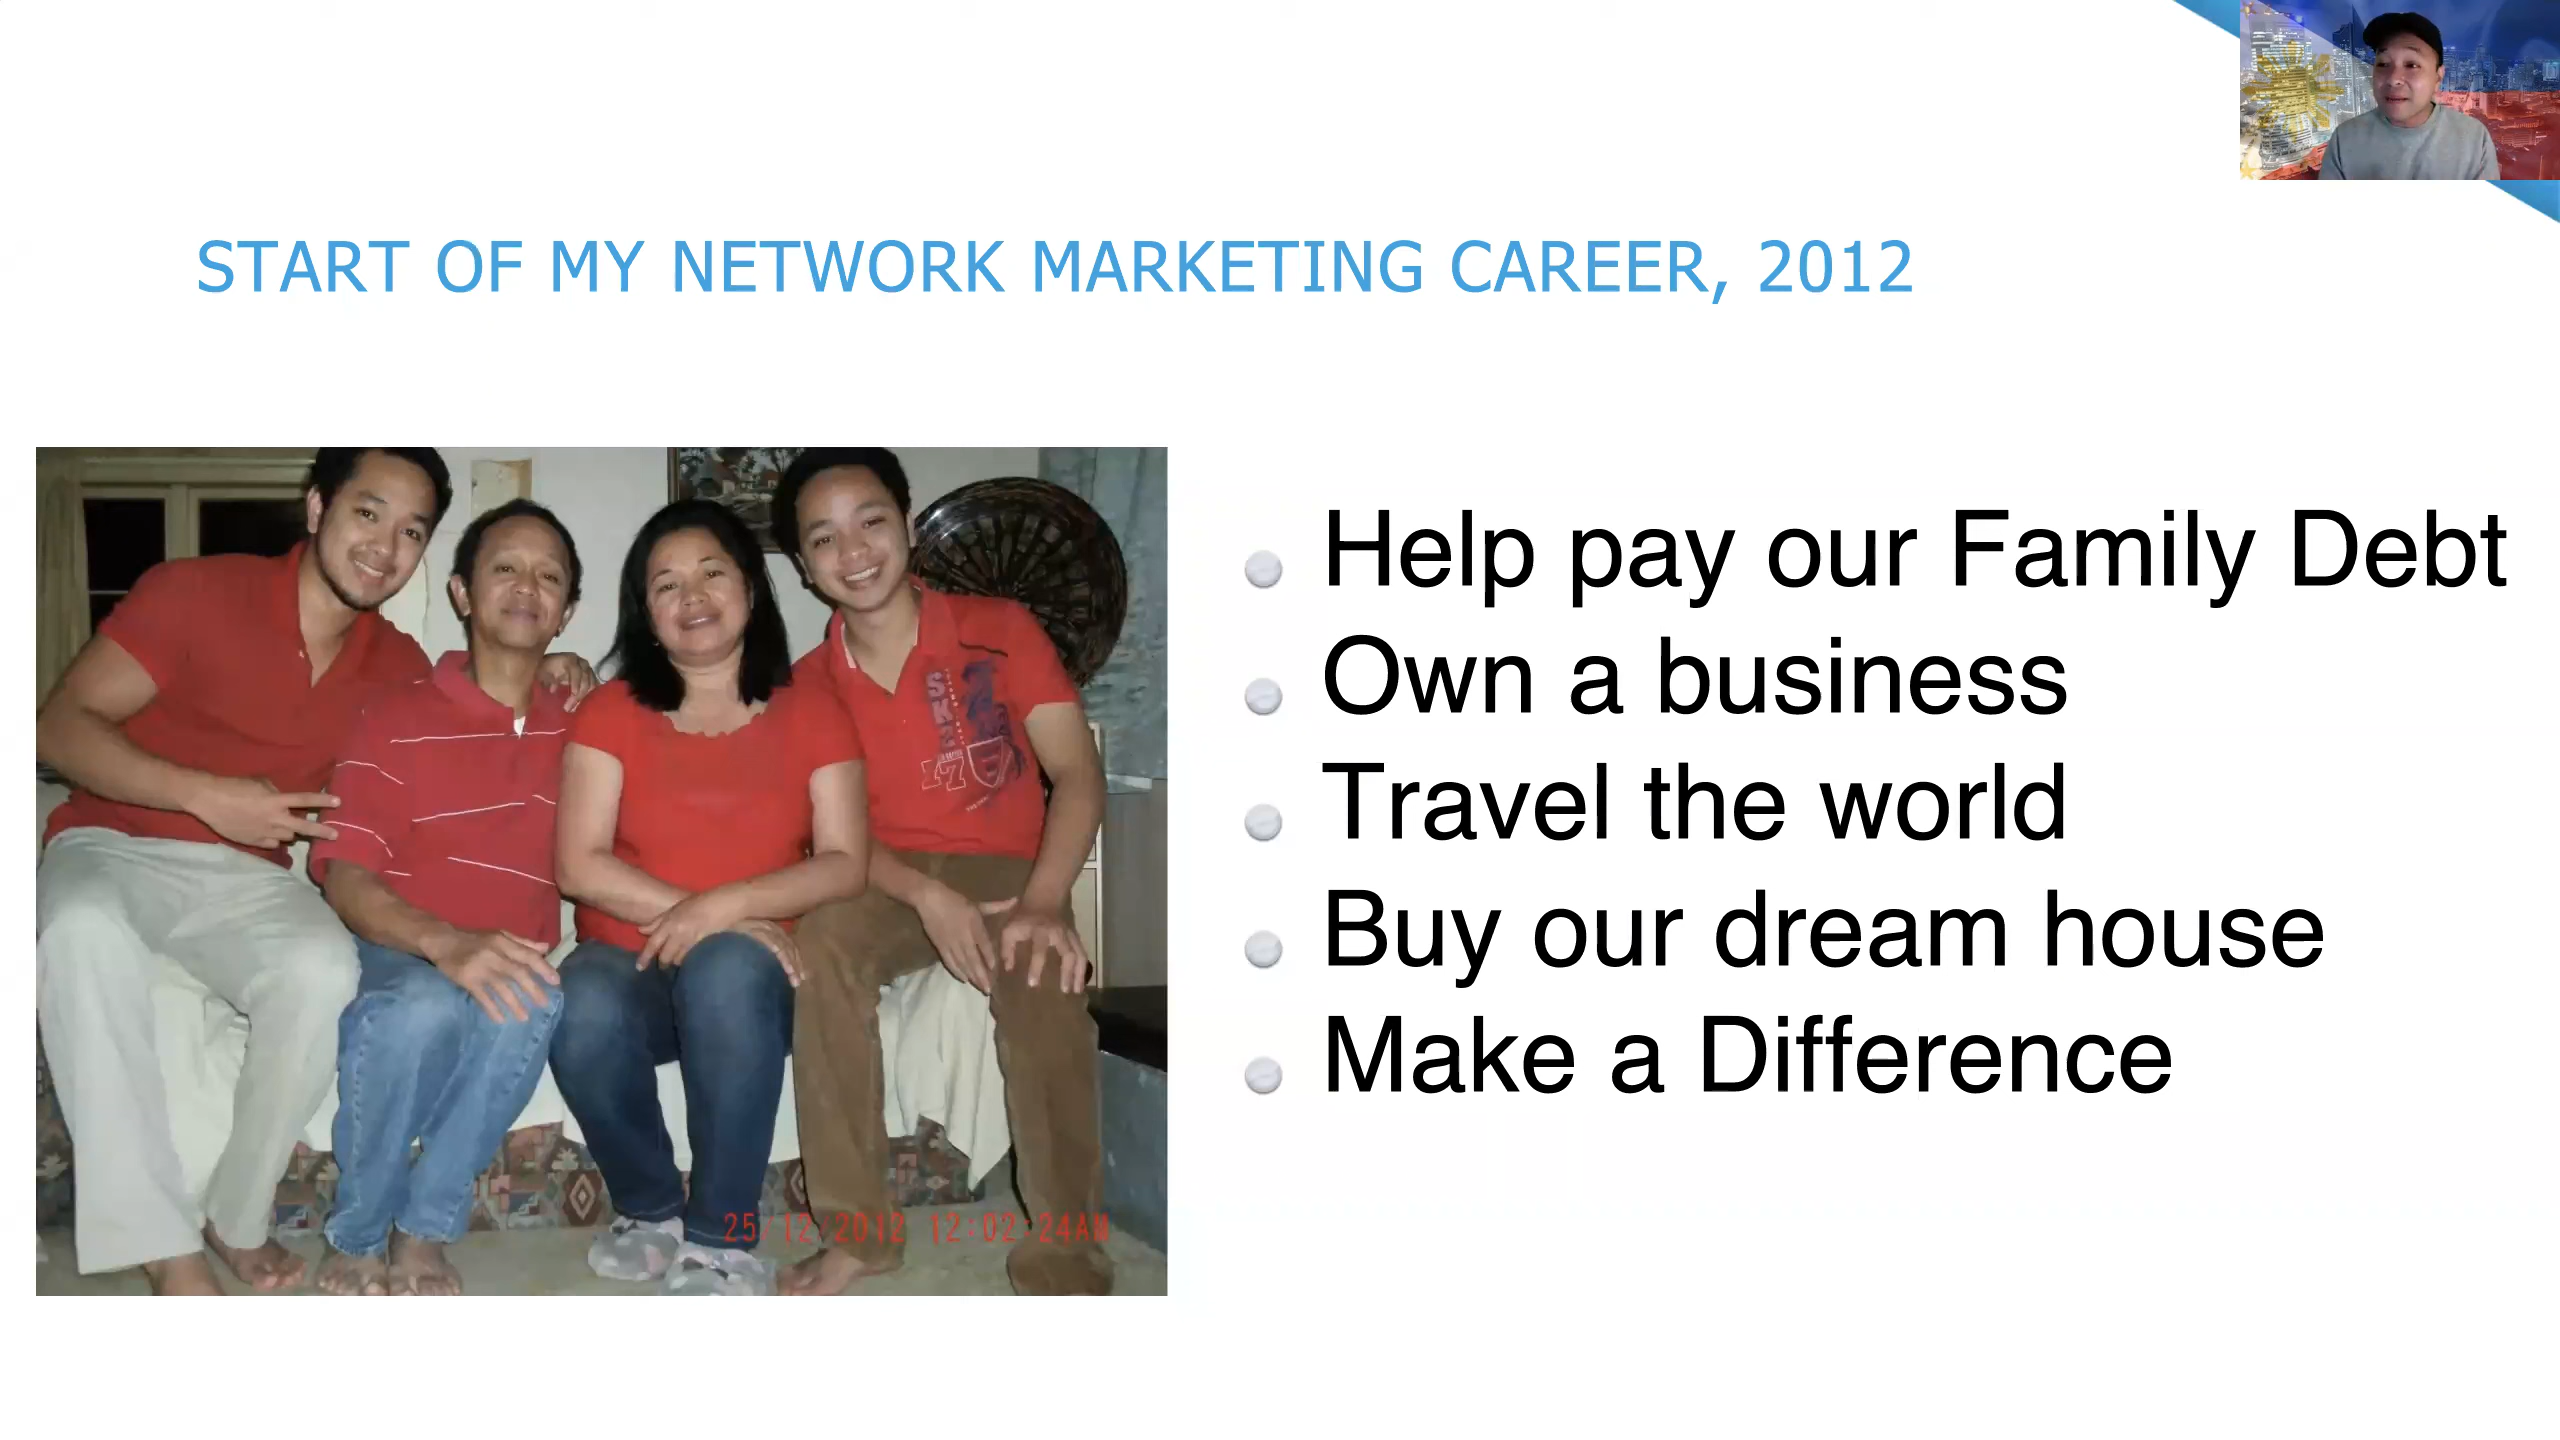 START OF MY NETWORK MARKETING CAREER, 2012
Help pay our Family Debt
Own a business
Travel the world
Buy our dream house
Make a Difference
25/12/2012 12:02:24AM